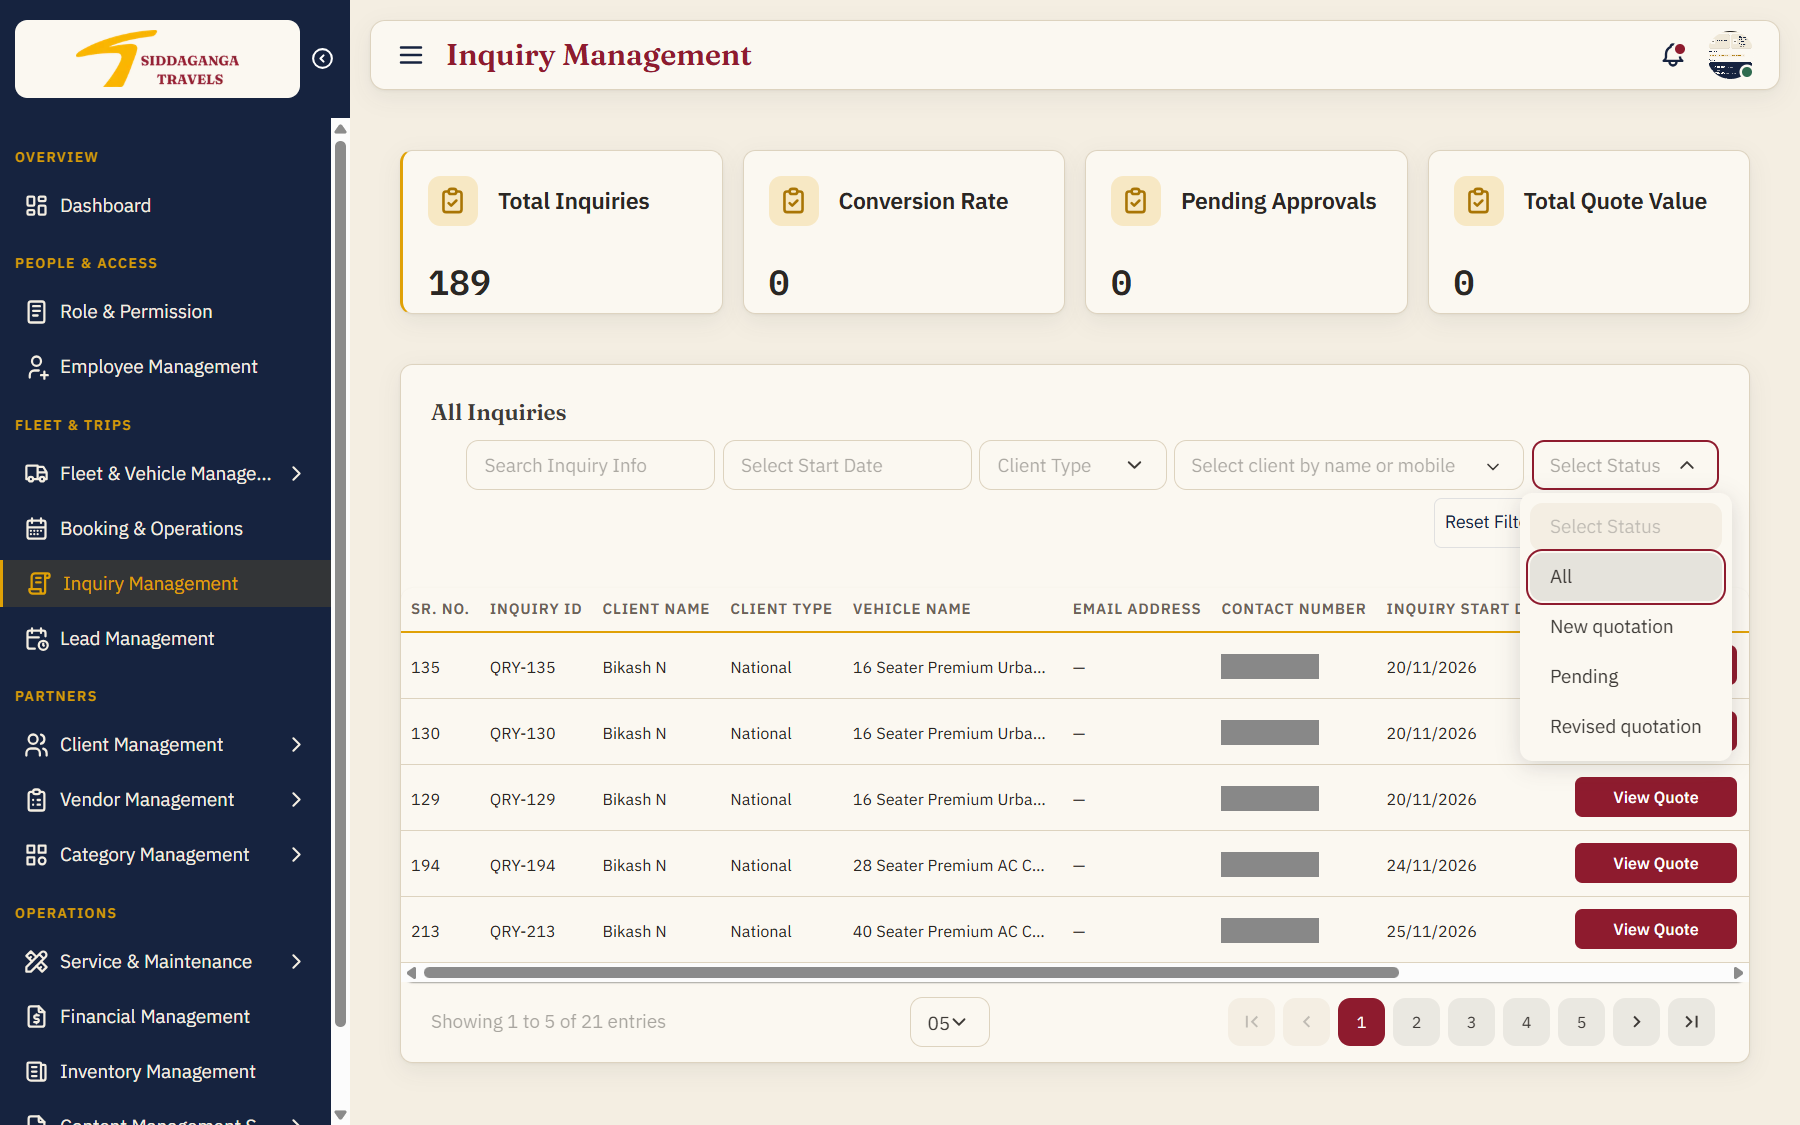 SIDDAGANGA
TRAVELS
OVERVIEW
Dashboard
PEOPLE & ACCESS
Role & Permission
Employee Management
FLEET & TRIPS
Fleet & Vehicle Manage...
Booking & Operations
Inquiry Management
Lead Management
PARTNERS
Client Management
Vendor Management
Category Management
OPERATIONS
Service & Maintenance
Financial Management
Inventory Management
Inquiry Management
Total Inquiries
189
Conversion Rate
0
Pending Approvals
0
Total Quote Value
0
All Inquiries
Search Inquiry Info Select Start Date Client Type Select client by name or mobile Select Status
Reset Filt
Select Status
All
New quotation
Pending
Revised quotation
SR. NO. INQUIRY ID CLIENT NAME CLIENT TYPE VEHICLE NAME EMAIL ADDRESS CONTACT NUMBER INQUIRY START D
135 QRY-135 Bikash N National 16 Seater Premium Urba... – 20/11/2026
130 QRY-130 Bikash N National 16 Seater Premium Urba... – 20/11/2026
129 QRY-129 Bikash N National 16 Seater Premium Urba... – 20/11/2026 View Quote
194 QRY-194 Bikash N National 28 Seater Premium AC C... – 24/11/2026 View Quote
213 QRY-213 Bikash N National 40 Seater Premium AC C... – 25/11/2026 View Quote
Showing 1 to 5 of 21 entries 05 1 2 3 4 5